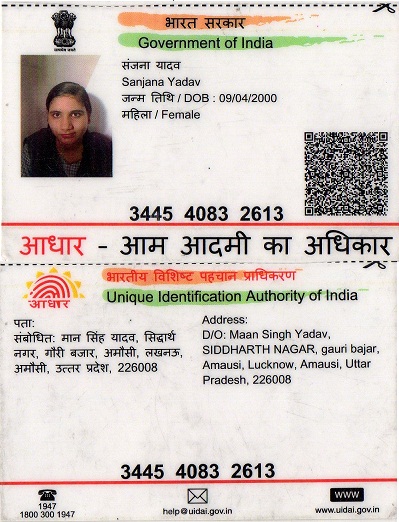 भारत सरकार
Government of India
संजना यादव
Sanjana Yadav
जन्म तिथि / DOB : 09/04/2000
महिला / Female
3445 4083 2613
आधार - आम आदमी का अधिकार
भारतीय विशिष्ट पहचान प्राधिकरण
Unique Identification Authority of India
आधार
पता:
संबोधित: मान सिंह यादव, सिद्धार्थ
नगर, गौरी बजार, अमौसी, लखनऊ,
अमौसी, उत्तर प्रदेश, 226008
Address:
D/O: Maan Singh Yadav,
SIDDHARTH NAGAR, gauri bajar,
Amausi, Lucknow, Amausi, Uttar
Pradesh, 226008
3445 4083 2613
1947
1800 300 1947
help@uidai.gov.in
www
www.uidai.gov.in